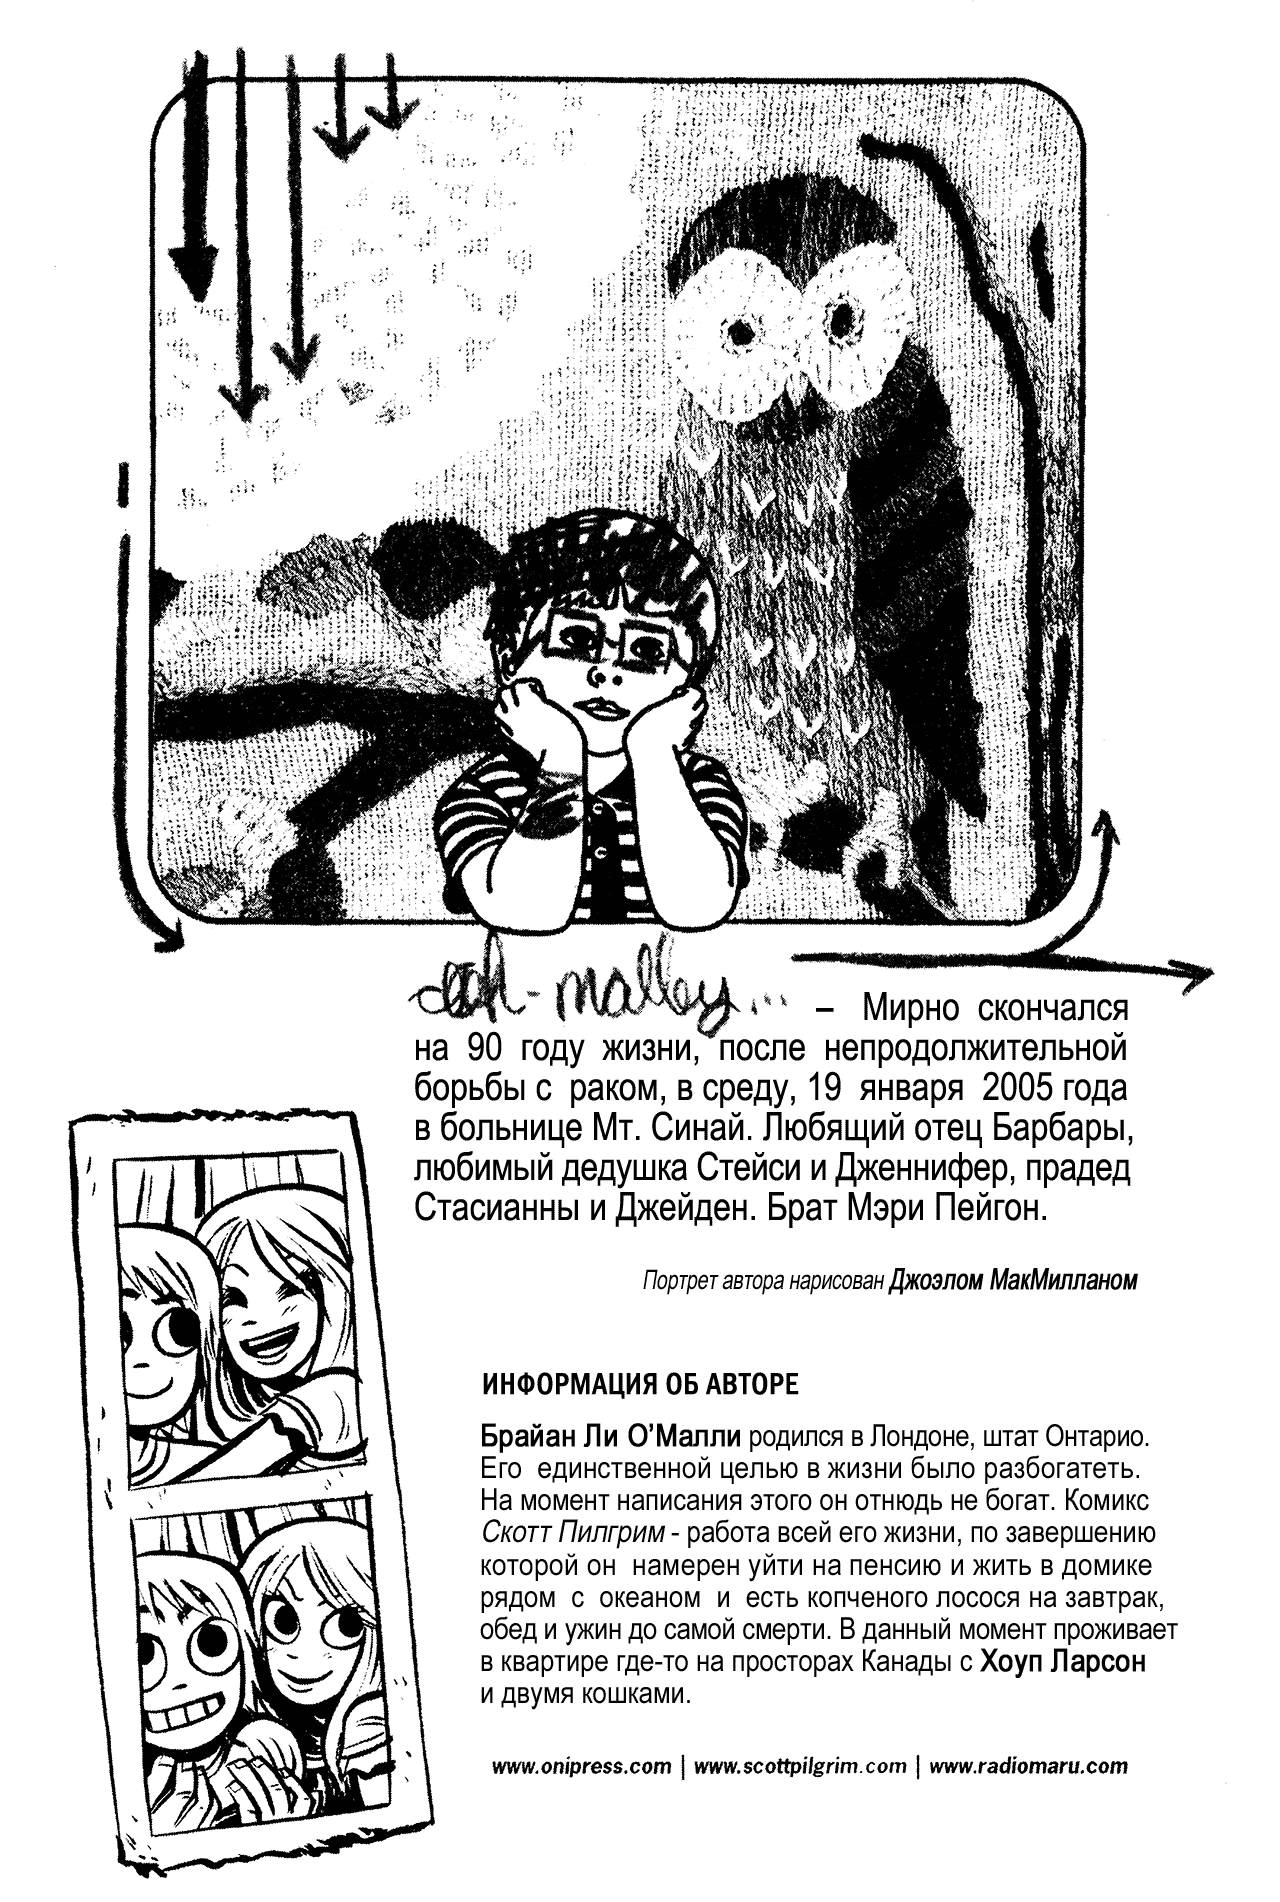 ooh-malley... – Мирно скончался
на 90 году жизни, после непродолжительной
борьбы с раком, в среду, 19 января 2005 года
в больнице Мт. Синай. Любящий отец Барбары,
любимый дедушка Стейси и Дженнифер, прадед
Стасианны и Джейден. Брат Мэри Пейгон.
Портрет автора нарисован Джоэлом МакМилланом
ИНФОРМАЦИЯ ОБ АВТОРЕ
Брайан Ли О’Малли родился в Лондоне, штат Онтарио.
Его единственной целью в жизни было разбогатеть.
На момент написания этого он отнюдь не богат. Комикс
Скотт Пилгрим - работа всей его жизни, по завершению
которой он намерен уйти на пенсию и жить в домике
рядом с океаном и есть копченого лосося на завтрак,
обед и ужин до самой смерти. В данный момент проживает
в квартире где-то на просторах Канады с Хоуп Ларсон
и двумя кошками.
www.onipress.com | www.scottpilgrim.com | www.radiomaru.com